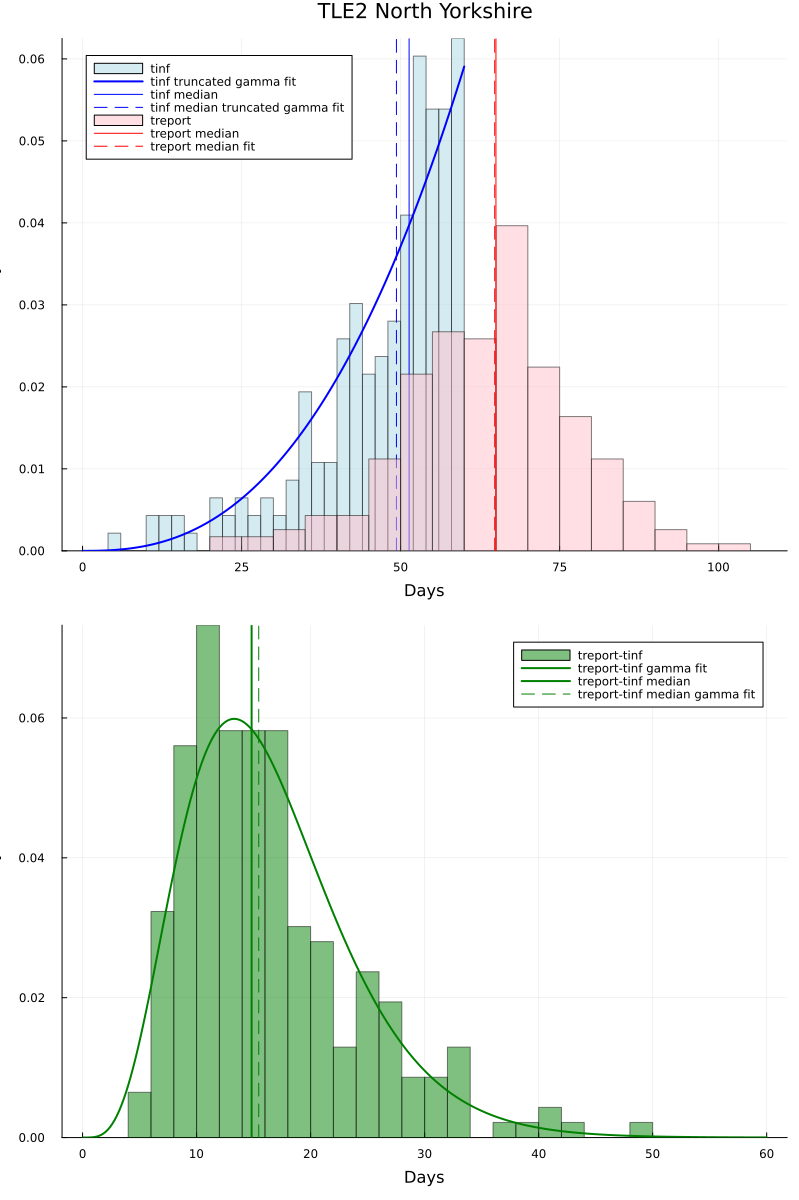 TLE2 North Yorkshire
tinf
tinf truncated gamma fit
tinf median
tinf median truncated gamma fit
treport
treport median
treport median fit
0.06
0.05
0.04
0.03
0.02
0.01
0.00
0 25 50 75 100
Days
treport-tinf
treport-tinf gamma fit
treport-tinf median
treport-tinf median gamma fit
0.06
0.04
0.02
0.00
0 10 20 30 40 50 60
Days